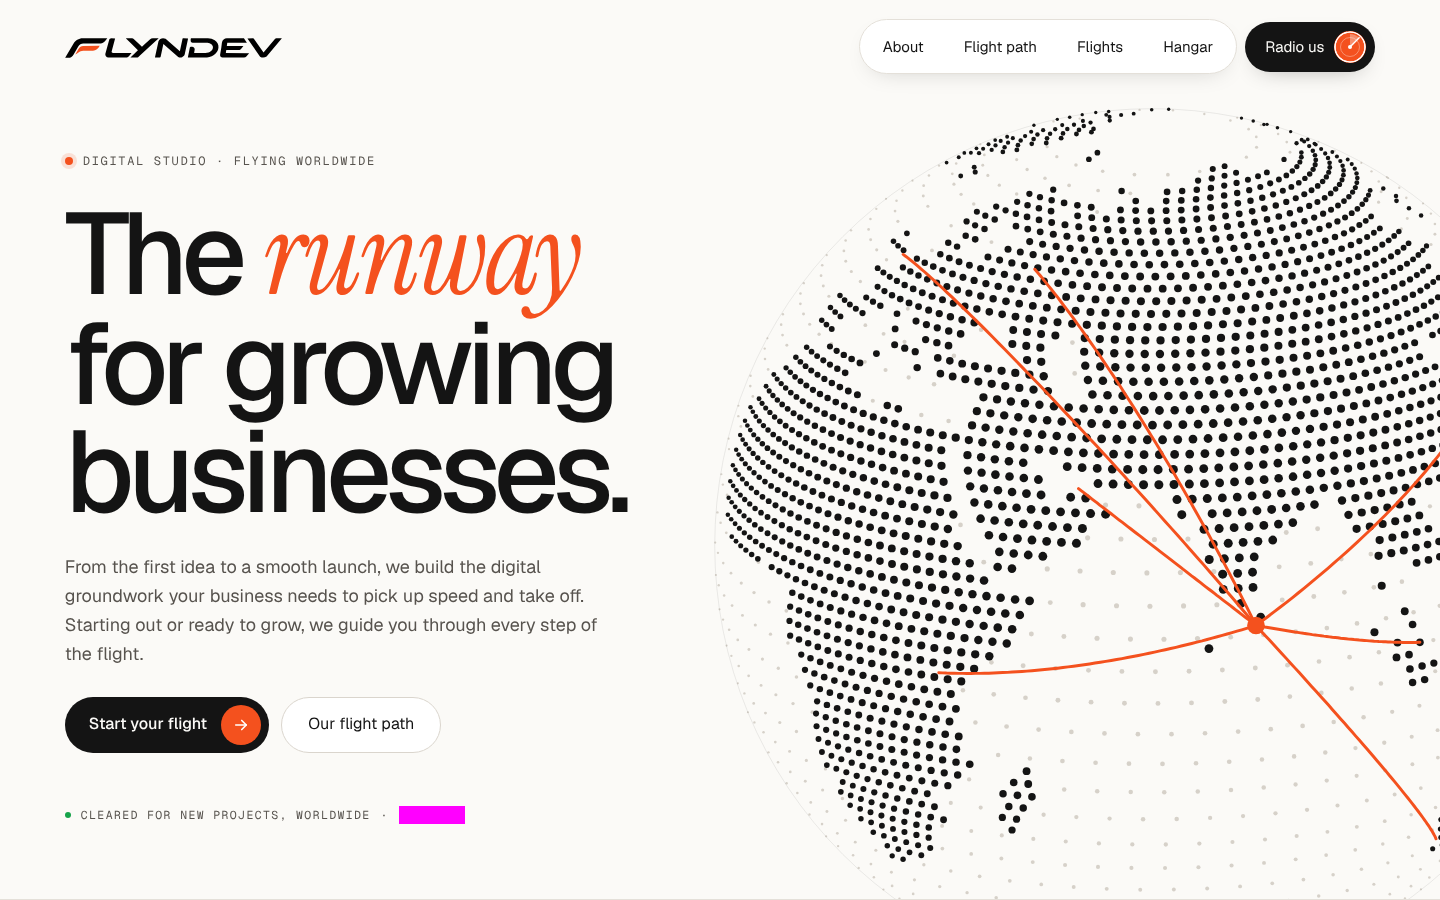 FLYNDEV
About
Flight path
Flights
Hangar
Radio us
DIGITAL STUDIO · FLYING WORLDWIDE
The runway
for growing
businesses.
From the first idea to a smooth launch, we build the digital
groundwork your business needs to pick up speed and take off.
Starting out or ready to grow, we guide you through every step of
the flight.
Start your flight
Our flight path
CLEARED FOR NEW PROJECTS, WORLDWIDE ·